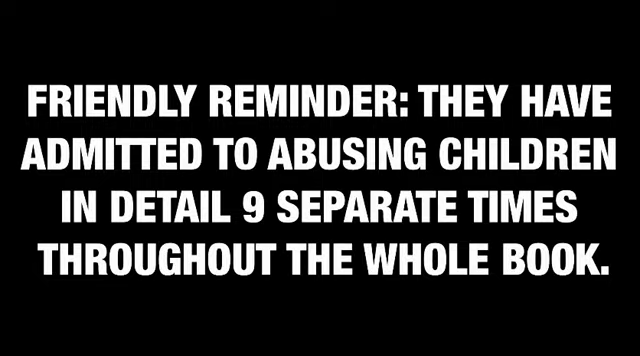 FRIENDLY REMINDER: THEY HAVE
ADMITTED TO ABUSING CHILDREN
IN DETAIL 9 SEPARATE TIMES
THROUGHOUT THE WHOLE BOOK.